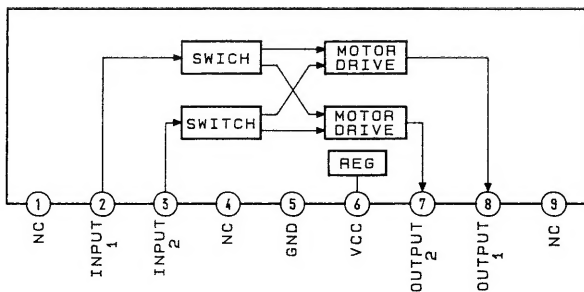 SWICH
MOTOR
DRIVE
SWITCH
MOTOR
DRIVE
REG
1 2 3 4 5 6 7 8 9
NC
INPUT 1
INPUT 2
NC
GND
VCC
OUTPUT 2
OUTPUT 1
NC